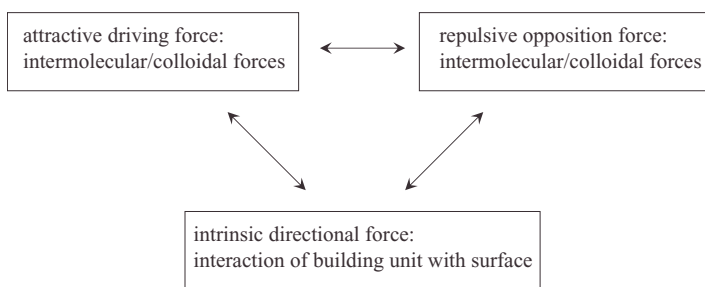 attractive driving force:
intermolecular/colloidal forces
repulsive opposition force:
intermolecular/colloidal forces
intrinsic directional force:
interaction of building unit with surface